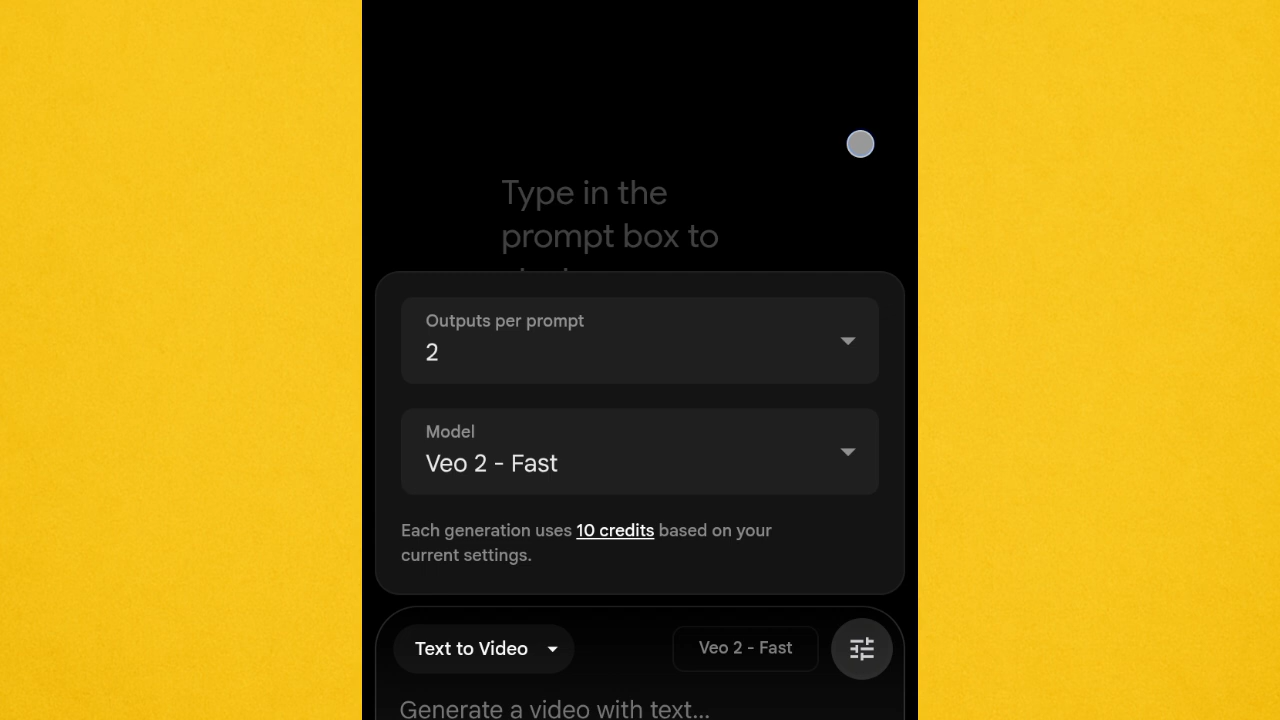 Type in the
prompt box to
Outputs per prompt
2
Model
Veo 2 - Fast
Each generation uses 10 credits based on your
current settings.
Text to Video
Veo 2 - Fast
Generate a video with text...